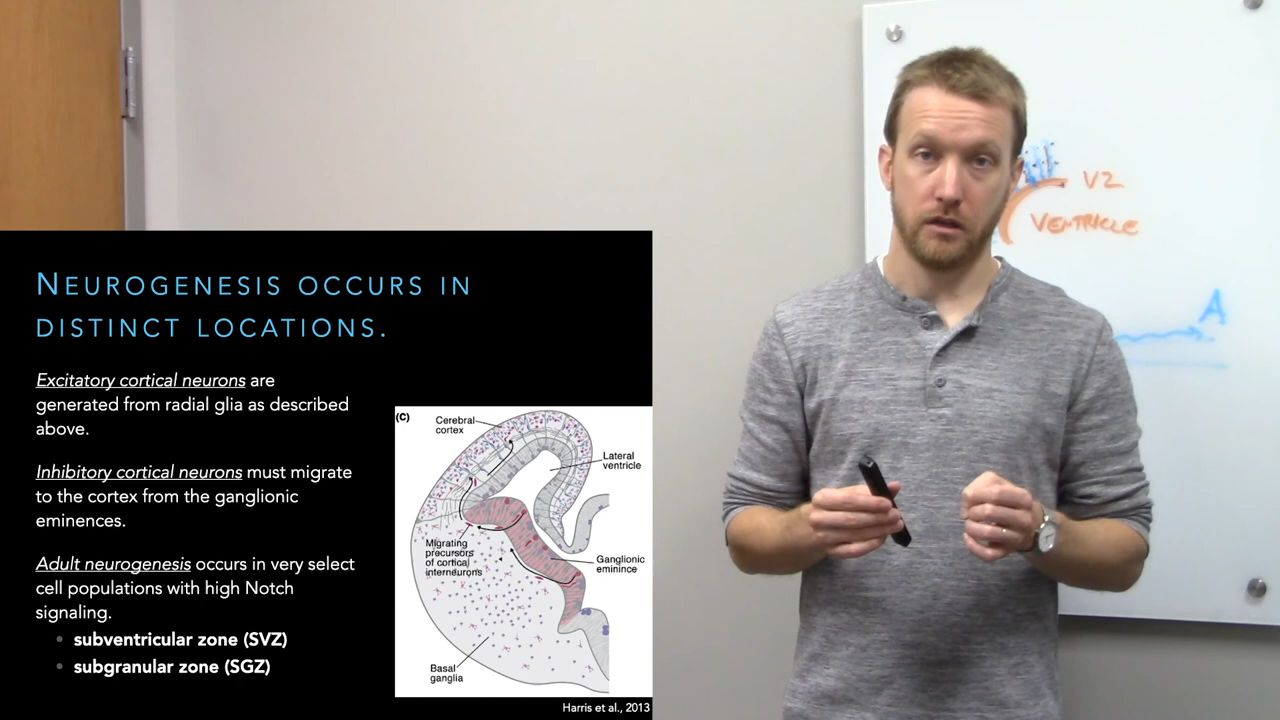 NEUROGENESIS OCCURS IN
DISTINCT LOCATIONS.
Excitatory cortical neurons are
generated from radial glia as described
above.
Inhibitory cortical neurons must migrate
to the cortex from the ganglionic
eminences.
Adult neurogenesis occurs in very select
cell populations with high Notch
signaling.
• subventricular zone (SVZ)
• subgranular zone (SGZ)
(C)
Cerebral
cortex
Lateral
ventricle
Migrating
precursors
of cortical
interneurons
Ganglionic
eminince
Basal
ganglia
Harris et al., 2013
VZ
VENTRICLE
A